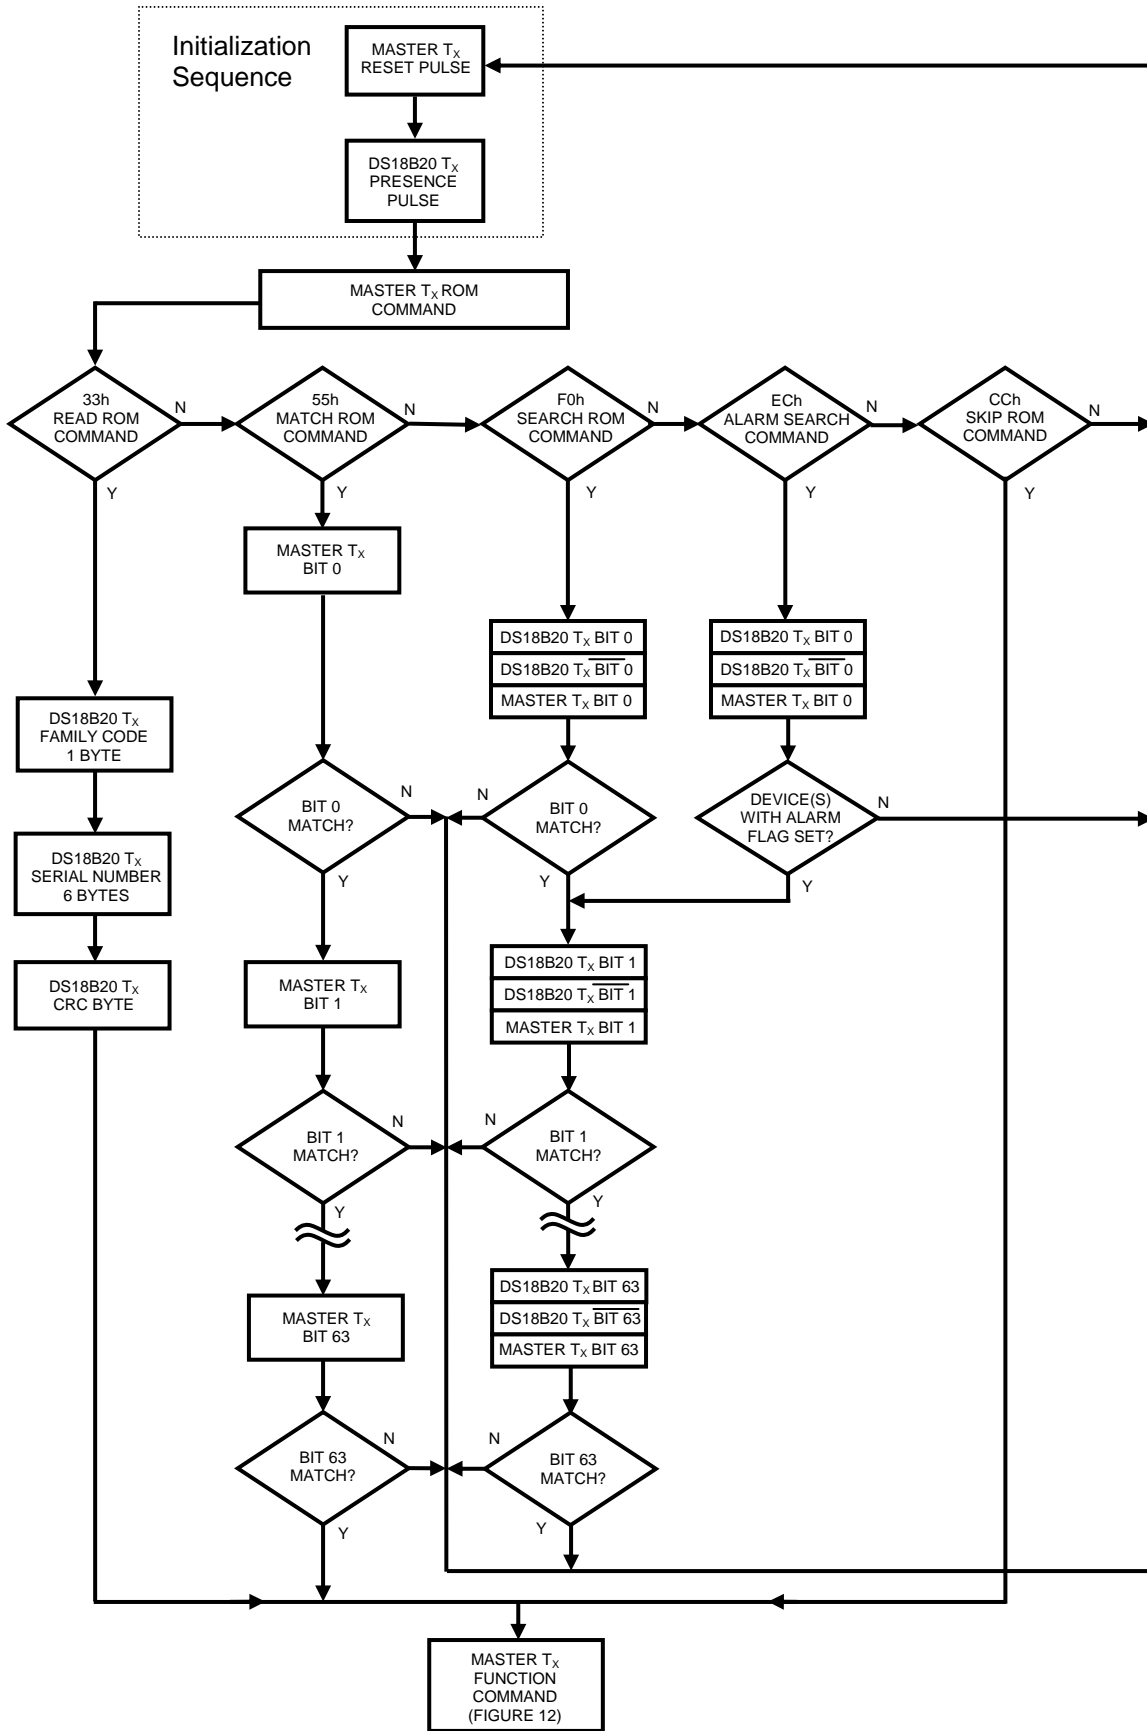 Initialization
Sequence
MASTER TX
RESET PULSE
DS18B20 TX
PRESENCE
PULSE
MASTER TX ROM
COMMAND
33h
READ ROM
COMMAND
N
Y
55h
MATCH ROM
COMMAND
N
Y
F0h
SEARCH ROM
COMMAND
N
Y
ECh
ALARM SEARCH
COMMAND
N
Y
CCh
SKIP ROM
COMMAND
N
Y
MASTER TX
BIT 0
DS18B20 TX BIT 0
DS18B20 TX BIT 0
MASTER TX BIT 0
DS18B20 TX BIT 0
DS18B20 TX BIT 0
MASTER TX BIT 0
DS18B20 TX
FAMILY CODE
1 BYTE
DS18B20 TX
SERIAL NUMBER
6 BYTES
DS18B20 TX
CRC BYTE
BIT 0
MATCH?
N
Y
BIT 0
MATCH?
N
Y
DEVICE(S)
WITH ALARM
FLAG SET?
N
Y
MASTER TX
BIT 1
DS18B20 TX BIT 1
DS18B20 TX BIT 1
MASTER TX BIT 1
BIT 1
MATCH?
N
Y
BIT 1
MATCH?
N
Y
MASTER TX
BIT 63
DS18B20 TX BIT 63
DS18B20 TX BIT 63
MASTER TX BIT 63
BIT 63
MATCH?
N
Y
BIT 63
MATCH?
N
Y
MASTER TX
FUNCTION
COMMAND
(FIGURE 12)